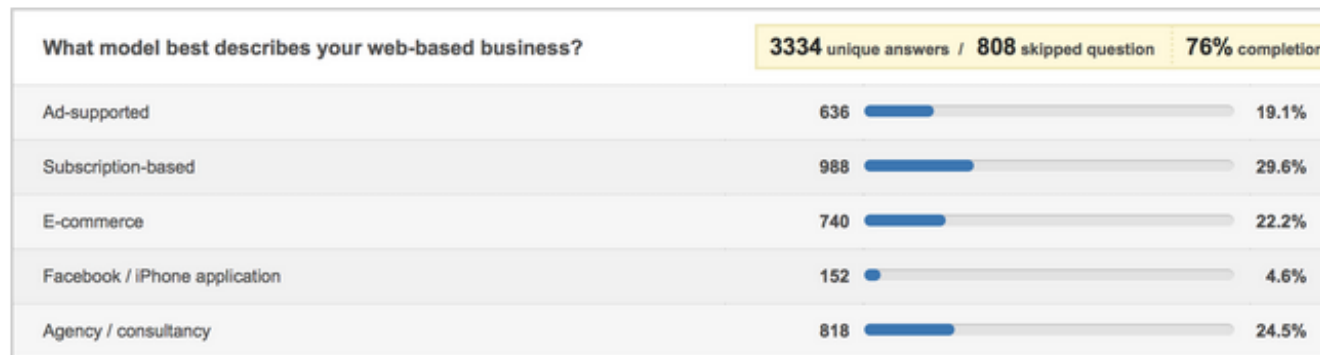 What model best describes your web-based business? 3334 unique answers / 808 skipped question 76% completion
Ad-supported 636 19.1%
Subscription-based 988 29.6%
E-commerce 740 22.2%
Facebook / iPhone application 152 4.6%
Agency / consultancy 818 24.5%